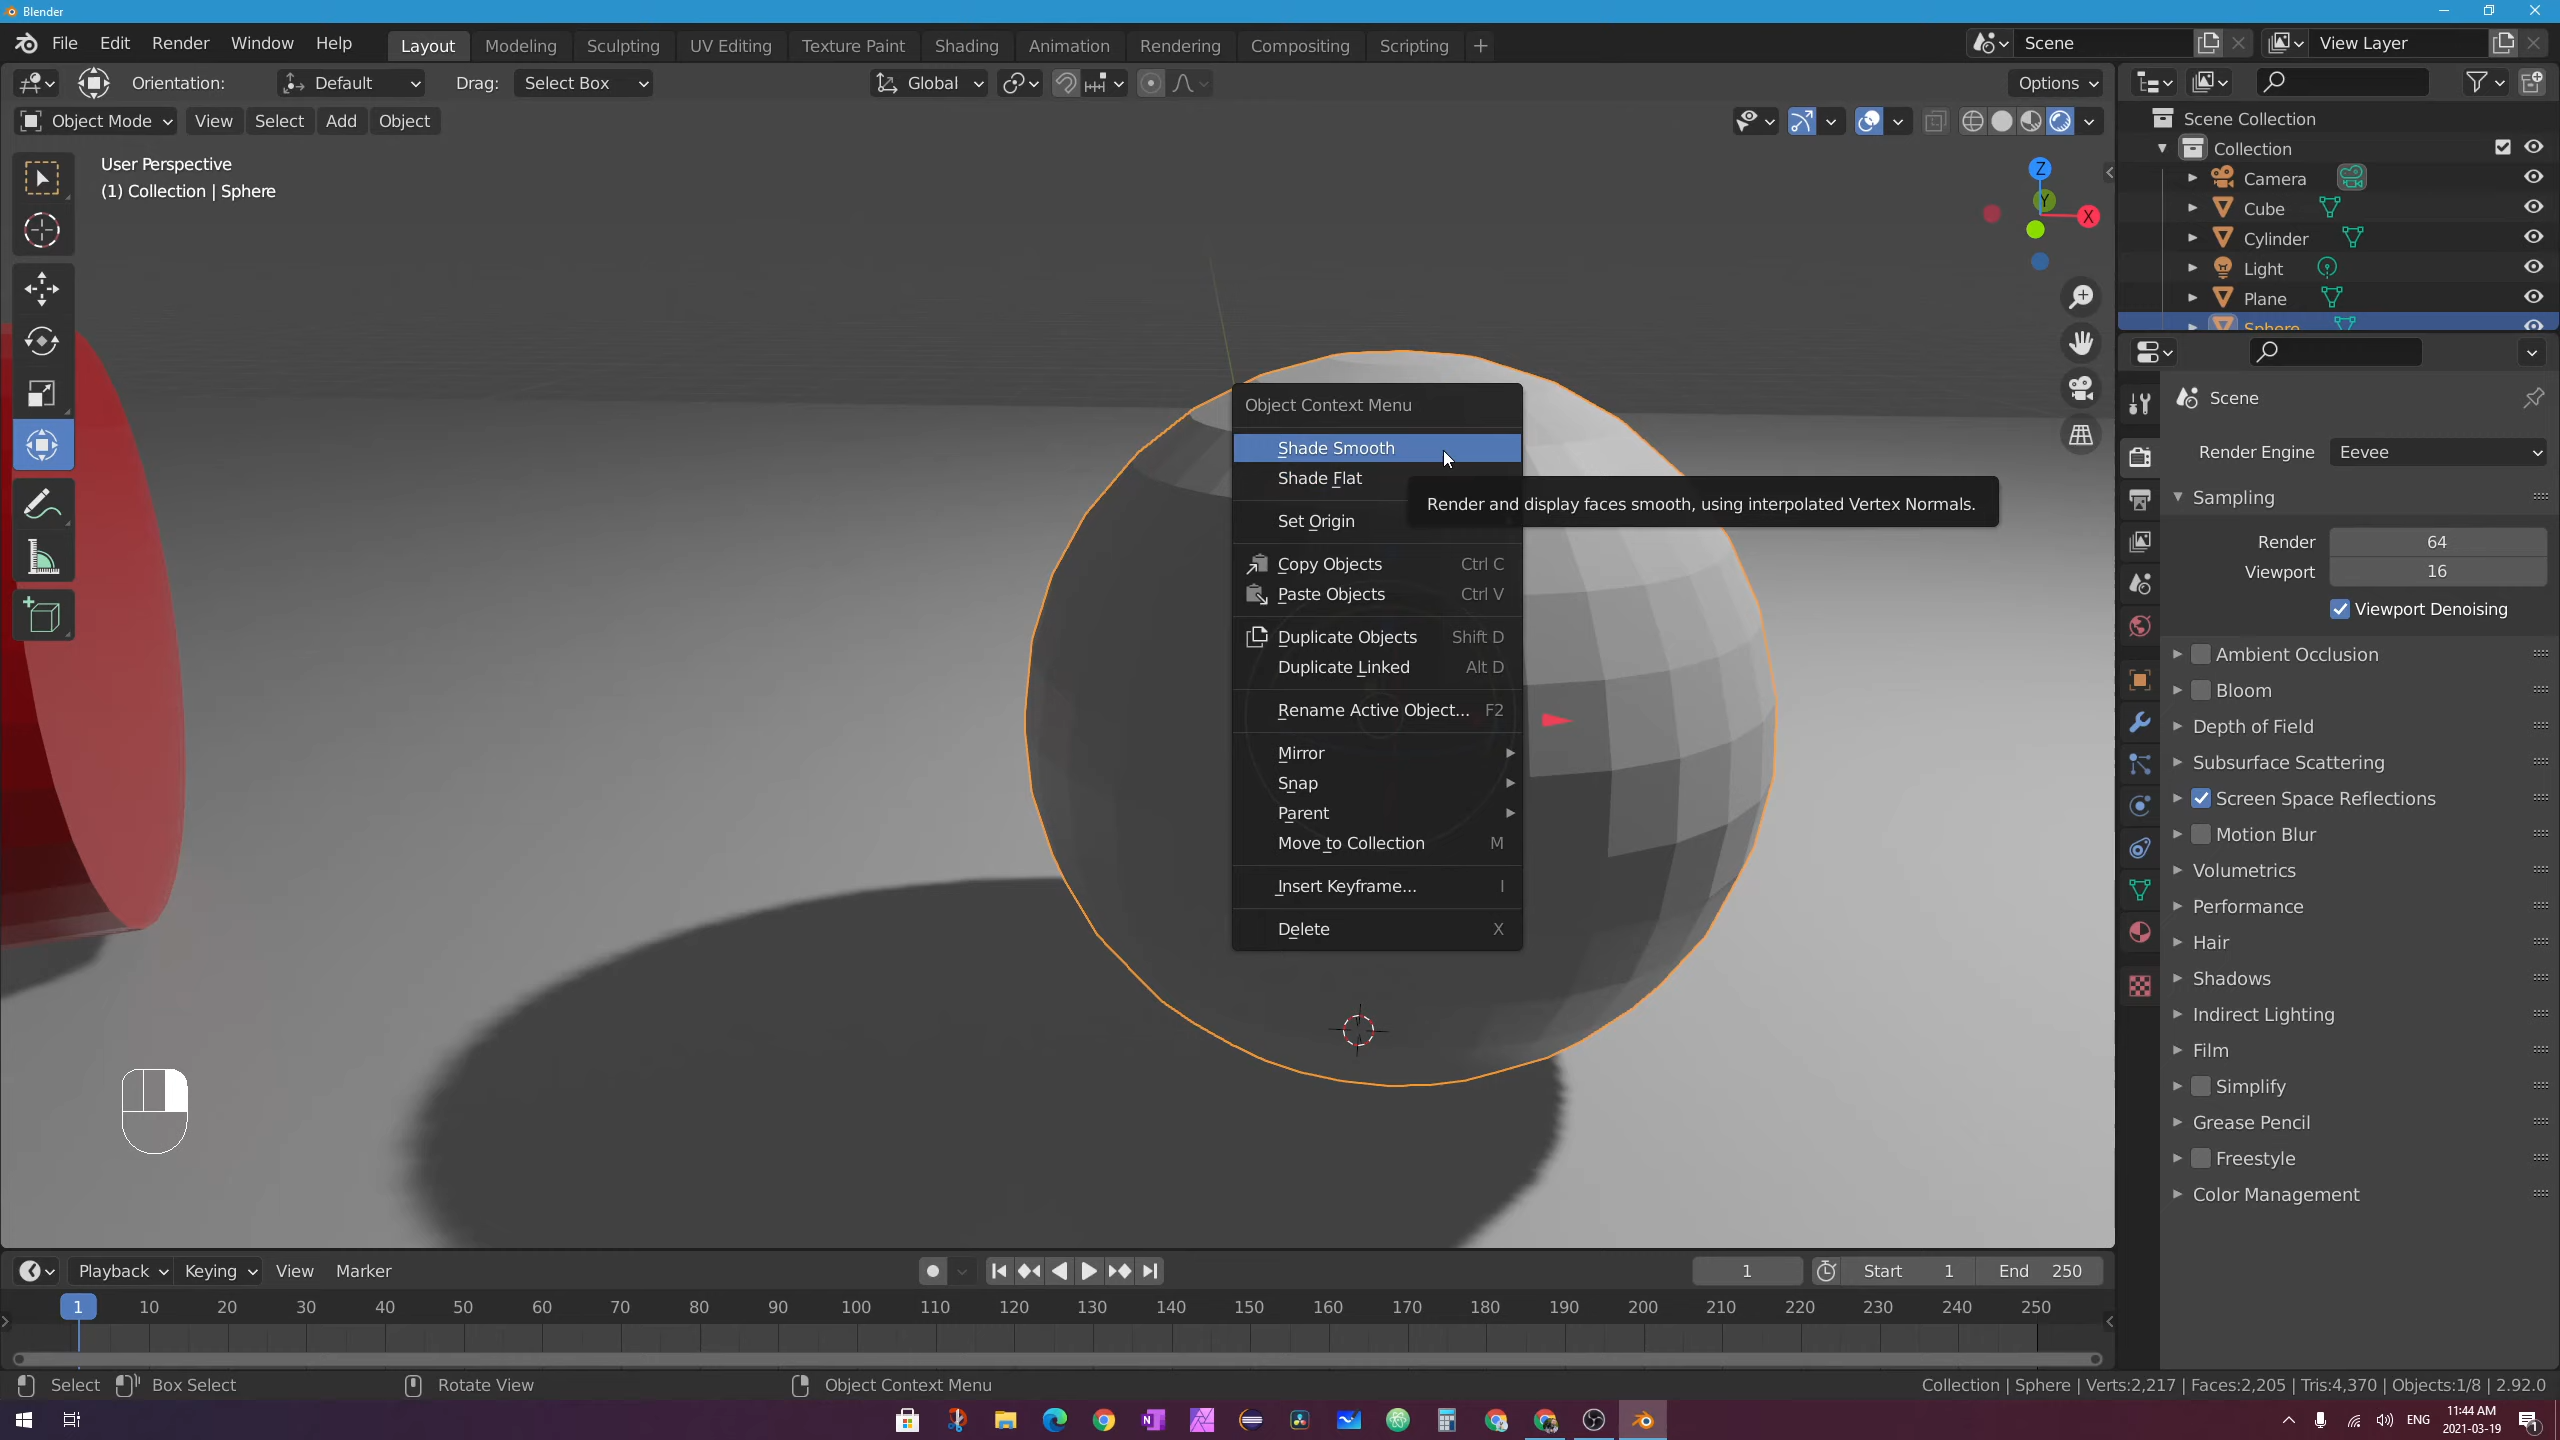 Blender
File Edit Render Window Help Layout Modeling Sculpting UV Editing Texture Paint Shading Animation Rendering Compositing Scripting + Scene View Layer
Orientation: Default Drag: Select Box Global Options
Object Mode View Select Add Object
User Perspective
(1) Collection | Sphere
Z
Y
X
Scene Collection
Collection
Camera
Cube
Cylinder
Light
Plane
Sphere
Object Context Menu
Shade Smooth
Shade Flat
Render and display faces smooth, using interpolated Vertex Normals.
Set Origin
Copy Objects Ctrl C
Paste Objects Ctrl V
Duplicate Objects Shift D
Duplicate Linked Alt D
Rename Active Object... F2
Mirror
Snap
Parent
Move to Collection M
Insert Keyframe... I
Delete X
Scene
Render Engine Eevee
Sampling
Render 64
Viewport 16
Viewport Denoising
Ambient Occlusion
Bloom
Depth of Field
Subsurface Scattering
Screen Space Reflections
Motion Blur
Volumetrics
Performance
Hair
Shadows
Indirect Lighting
Film
Simplify
Grease Pencil
Freestyle
Color Management
Playback Keying View Marker 1 Start 1 End 250
1 10 20 30 40 50 60 70 80 90 100 110 120 130 140 150 160 170 180 190 200 210 220 230 240 250
Select Box Select Rotate View Object Context Menu Collection | Sphere | Verts:2,217 | Faces:2,205 | Tris:4,370 | Objects:1/8 | 2.92.0
ENG 11:44 AM
2021-03-19
1